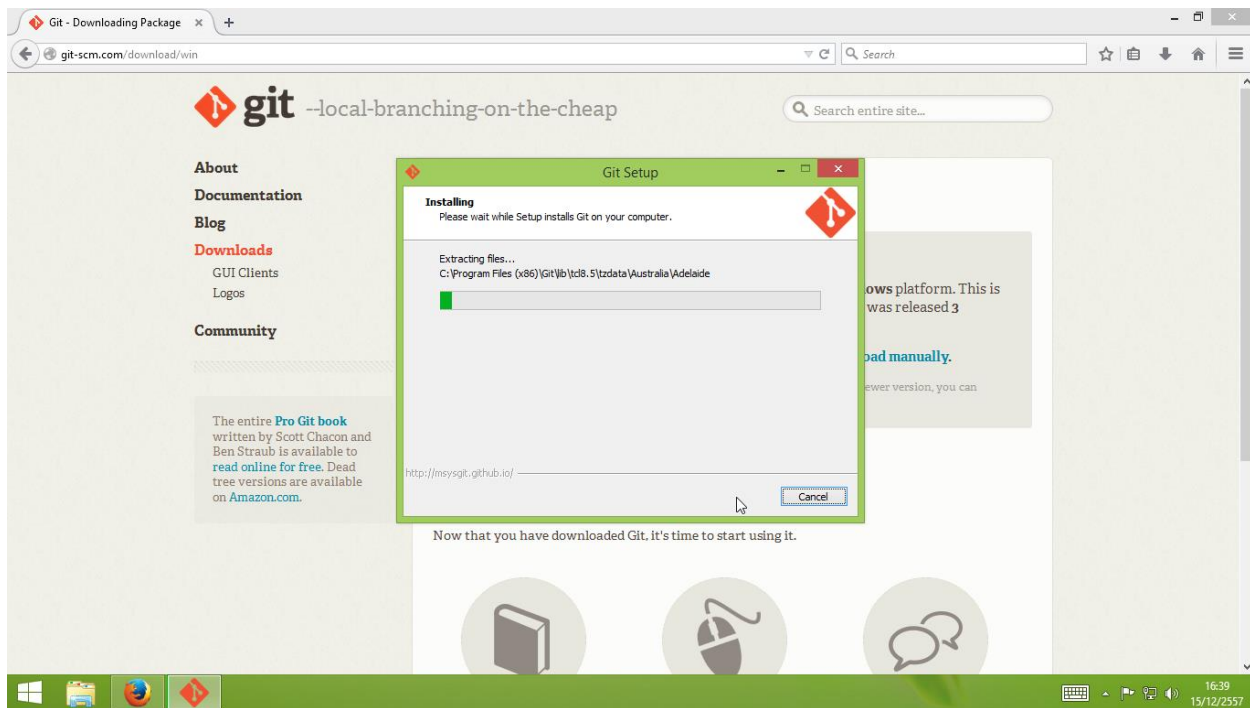 Git - Downloading Package
git-scm.com/download/win
Search
git --local-branching-on-the-cheap
Search entire site...
About
Documentation
Blog
Downloads
GUI Clients
Logos
Community
The entire Pro Git book
written by Scott Chacon and
Ben Straub is available to
read online for free. Dead
tree versions are available
on Amazon.com.
Git Setup
Installing
Please wait while Setup installs Git on your computer.
Extracting files...
C:\Program Files (x86)\Git\lib\tcl8.5\tzdata\Australia\Adelaide
http://msysgit.github.io/
Cancel
ows platform. This is
was released 3
oad manually.
ewer version, you can
Now that you have downloaded Git, it's time to start using it.
16:39
15/12/2557